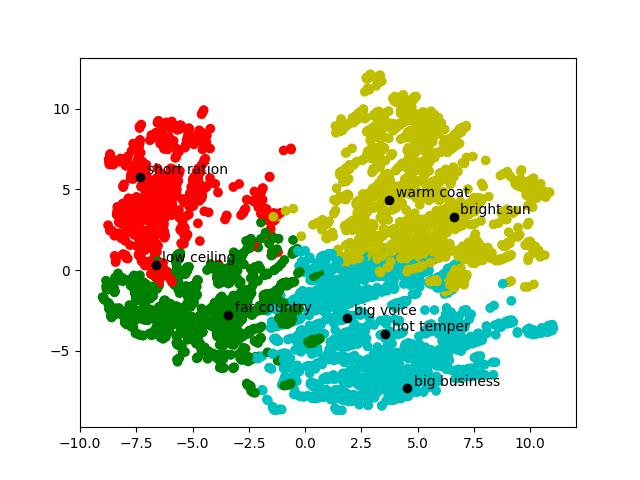 10
5
0
−5
short ration
warm coat
bright sun
low ceiling
far country
big voice
hot temper
big business
−10.0 −7.5 −5.0 −2.5 0.0 2.5 5.0 7.5 10.0